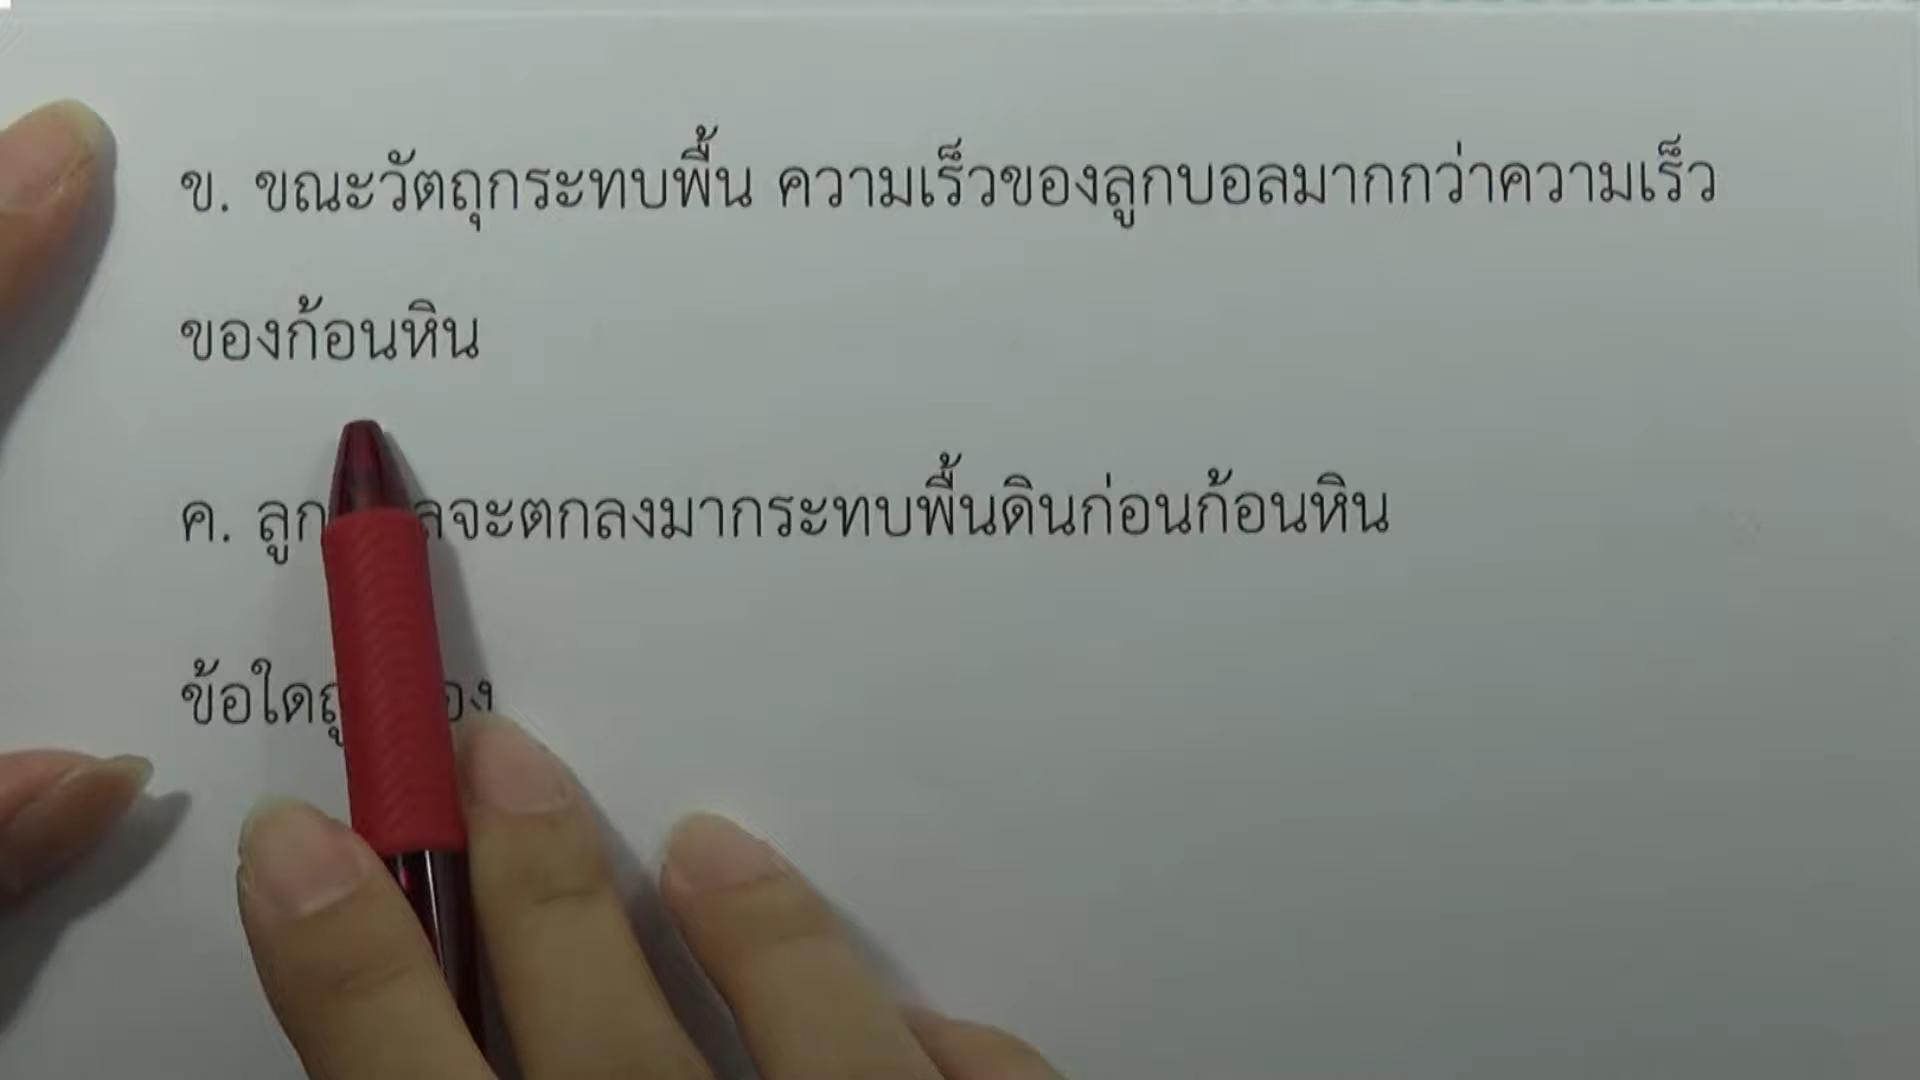 ข. ขณะวัตถุกระทบพื้น ความเร็วของลูกบอลมากกว่าความเร็ว
ของก้อนหิน
ค. ลูก ลจะตกลงมากระทบพื้นดินก่อนก้อนหิน
ข้อใด